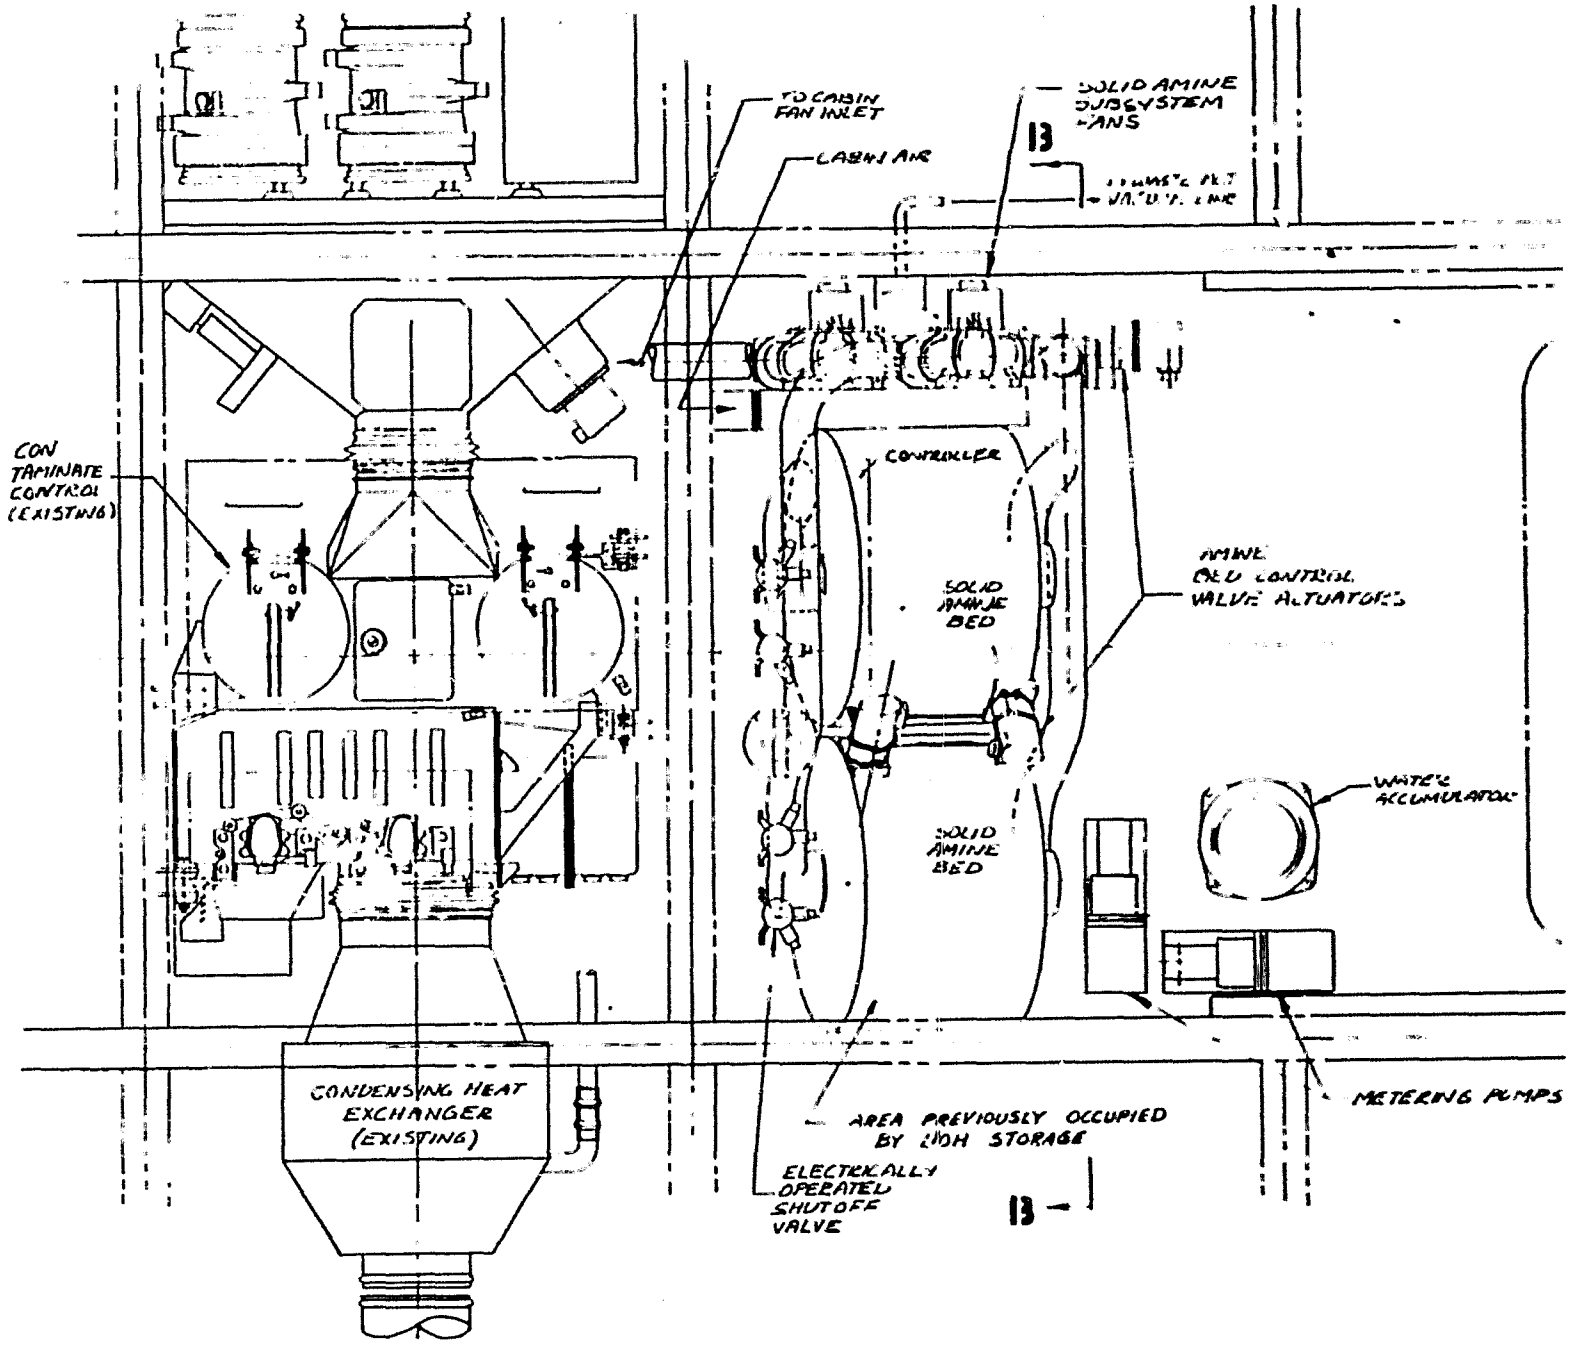 TO CABIN
FAN INLET
SOLID AMINE
SUBSYSTEM
FANS
13
CABIN AIR
CON
TAMINATE
CONTROL
(EXISTING)
CONTROLLER
SOLID
AMINE
BED
AMINE
BED CONTROL
VALVE ACTUATORS
WATER
ACCUMULATOR
SOLID
AMINE
BED
CONDENSING HEAT
EXCHANGER
(EXISTING)
METERING PUMPS
AREA PREVIOUSLY OCCUPIED
BY LIOH STORAGE
ELECTRICALLY
OPERATED
SHUTOFF
VALVE
13